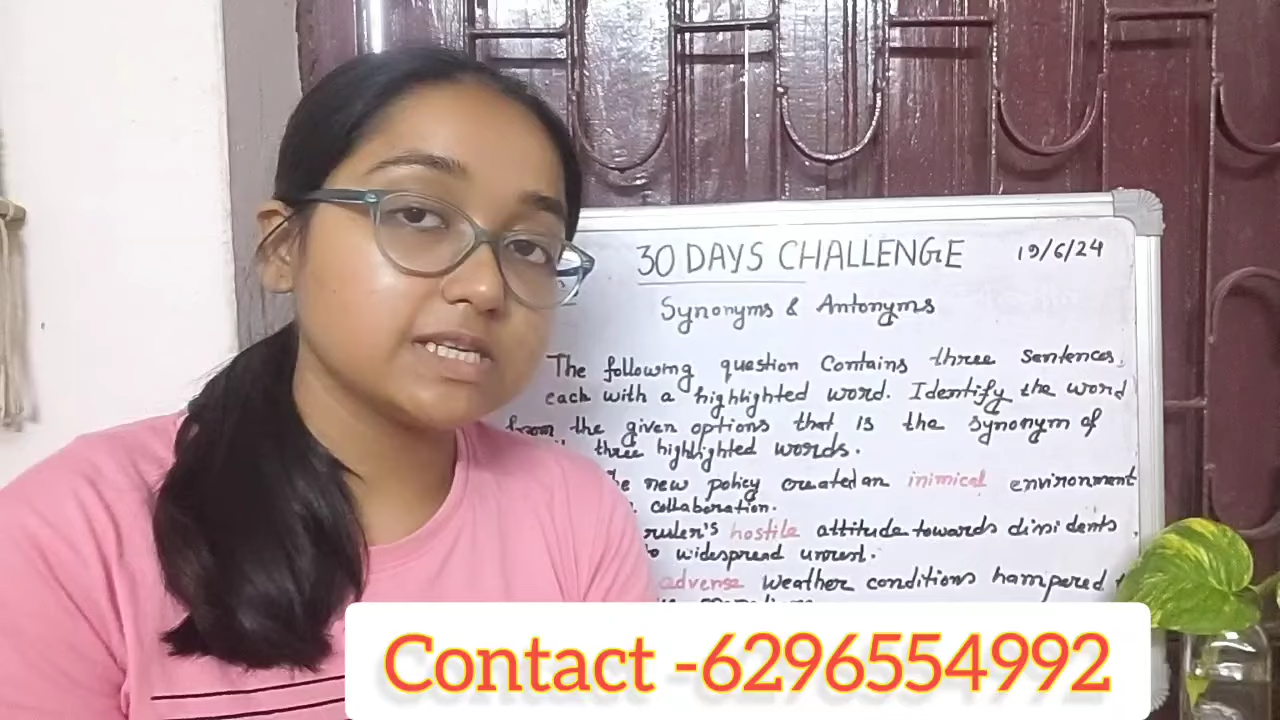 30 DAYS CHALLENGE 19/6/24
Synonyms & Antonyms
The following question contains three sentences,
each with a highlighted word. Identify the word
from the given options that is the synonym of
three highlighted words.
new policy created an inimical environment
collaboration.
ruler's hostile attitude towards dissidents,
widespread unrest.
adverse weather conditions hampered
Contact -6296554992